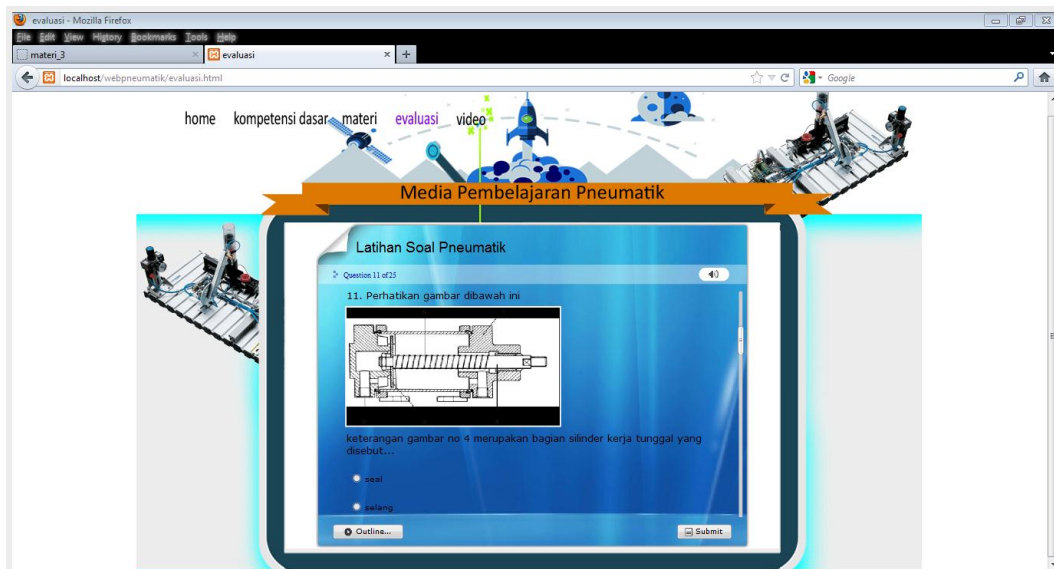 evaluasi - Mozilla Firefox
File Edit View History Bookmarks Tools Help
materi_3
evaluasi
localhost/webpneumatik/evaluasi.html
Google
home kompetensi dasar materi evaluasi video
Media Pembelajaran Pneumatik
Latihan Soal Pneumatik
Question 11 of 25
11. Perhatikan gambar dibawah ini
keterangan gambar no 4 merupakan bagian silinder kerja tunggal yang
disebut...
seal
selang
Outline...
Submit